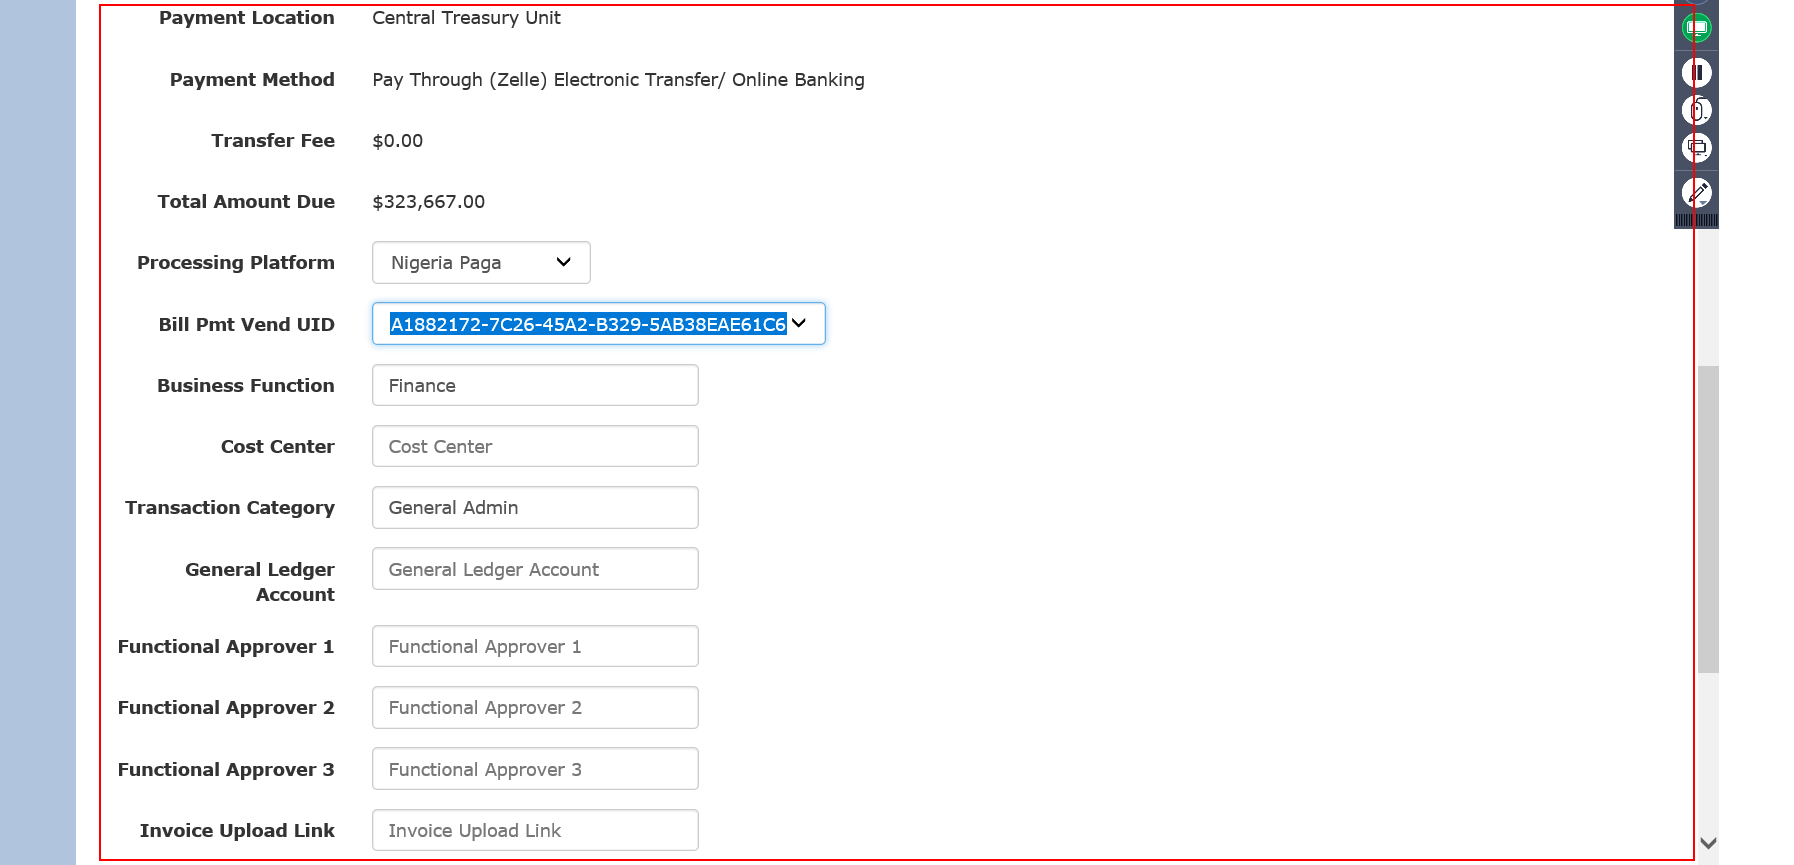 Payment Location Central Treasury Unit
Payment Method Pay Through (Zelle) Electronic Transfer/ Online Banking
Transfer Fee $0.00
Total Amount Due $323,667.00
Processing Platform Nigeria Paga
Bill Pmt Vend UID A1882172-7C26-45A2-B329-5AB38EAE61C6
Business Function Finance
Cost Center Cost Center
Transaction Category General Admin
General Ledger Account General Ledger Account
Functional Approver 1 Functional Approver 1
Functional Approver 2 Functional Approver 2
Functional Approver 3 Functional Approver 3
Invoice Upload Link Invoice Upload Link